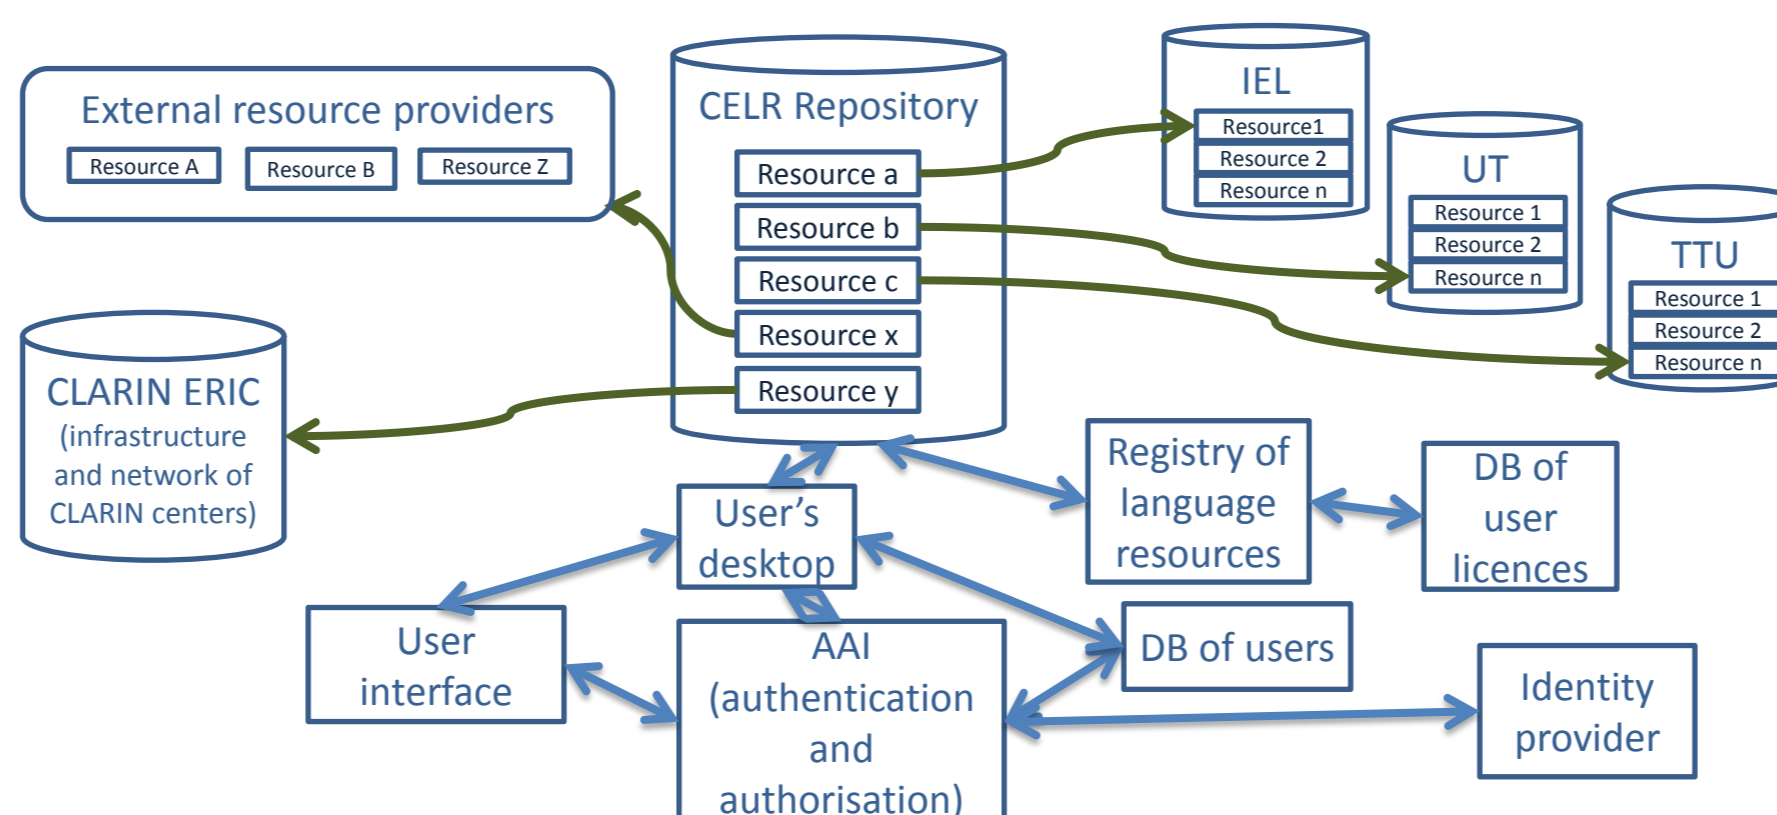 External resource providers
Resource A
Resource B
Resource Z
CELR Repository
Resource a
Resource b
Resource c
Resource x
Resource y
IEL
Resource1
Resource 2
Resource n
UT
Resource 1
Resource 2
Resource n
TTU
Resource 1
Resource 2
Resource n
CLARIN ERIC
(infrastructure
and network of
CLARIN centers)
User’s
desktop
Registry of
language
resources
DB of
user
licences
User
interface
AAI
(authentication
and
authorisation)
DB of users
Identity
provider